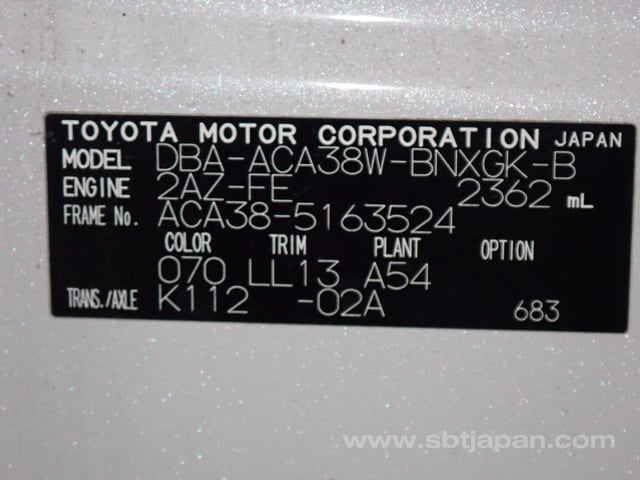 TOYOTA MOTOR CORPORATION JAPAN
MODEL DBA-ACA38W-BNXGK-B
ENGINE 2AZ-FE 2362 mL
FRAME No. ACA38-5163524
COLOR TRIM PLANT OPTION
070 LL13 A54
TRANS./AXLE K112 -02A 683
www.sbtjapan.com